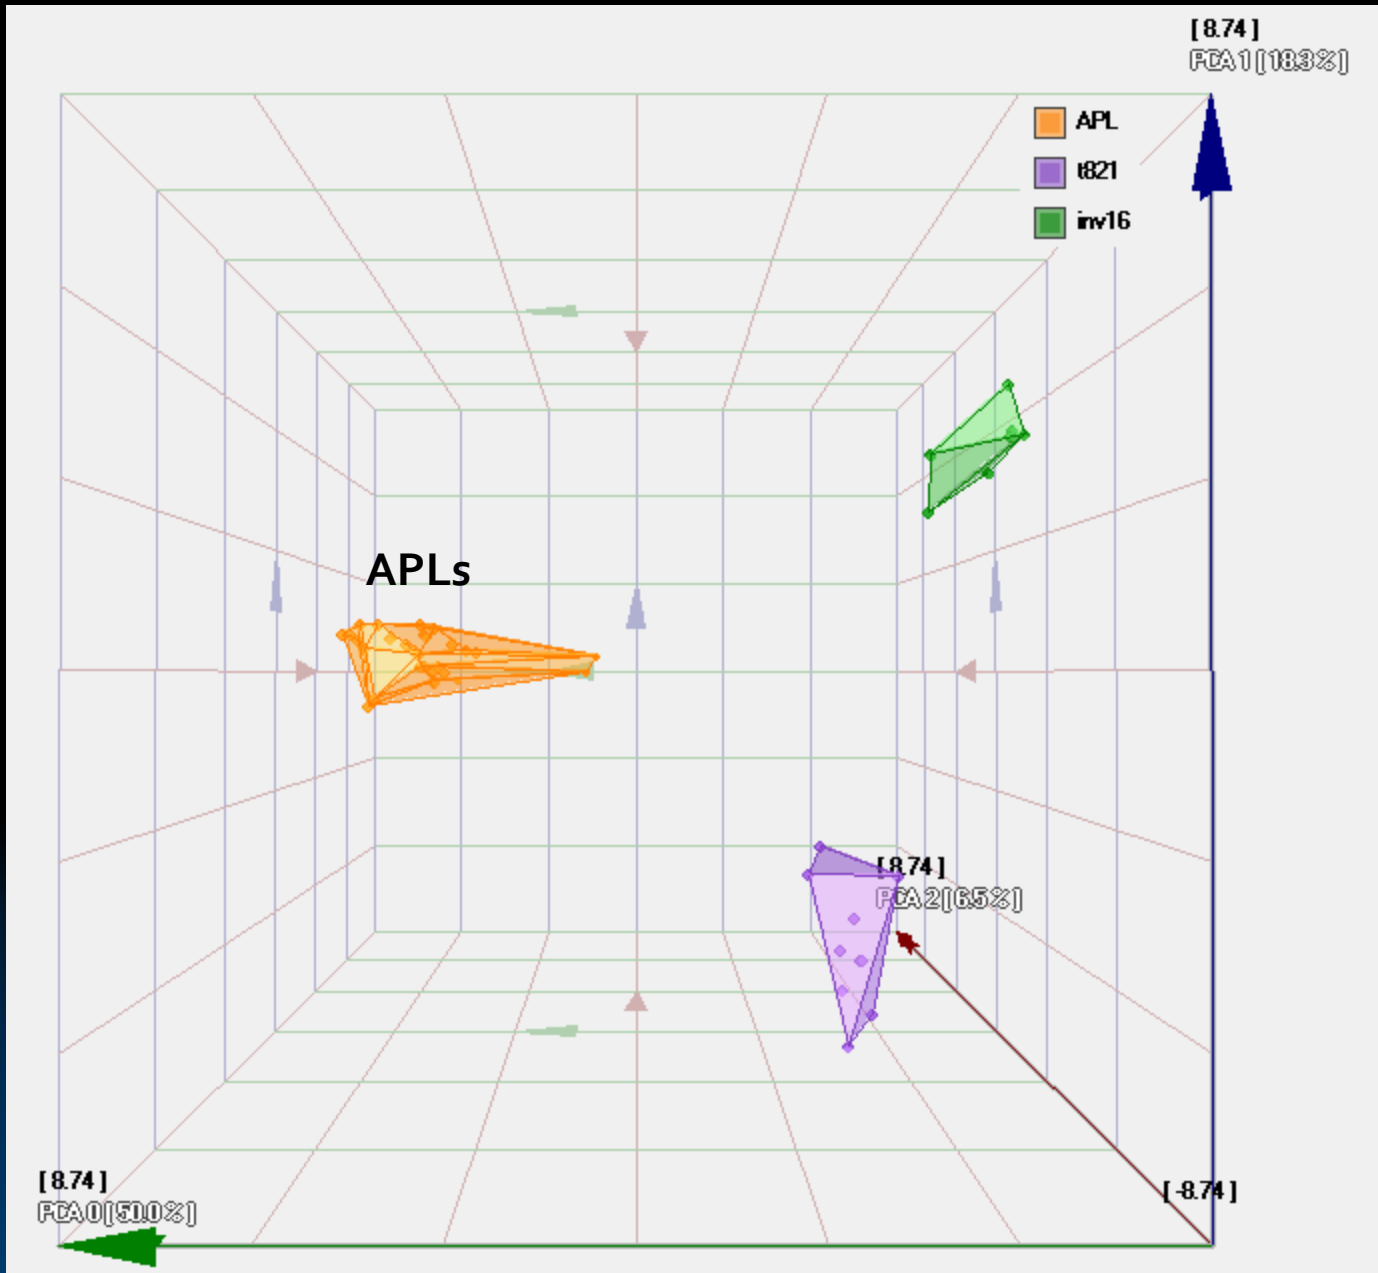 [ 8.74 ]
PCA 1 [ 18.3% ]
APL
t821
inv16
APLs
[ 8.74 ]
PCA 2 [ 6.5% ]
[ 8.74 ]
PCA 0 [ 50.0% ]
[ -8.74 ]